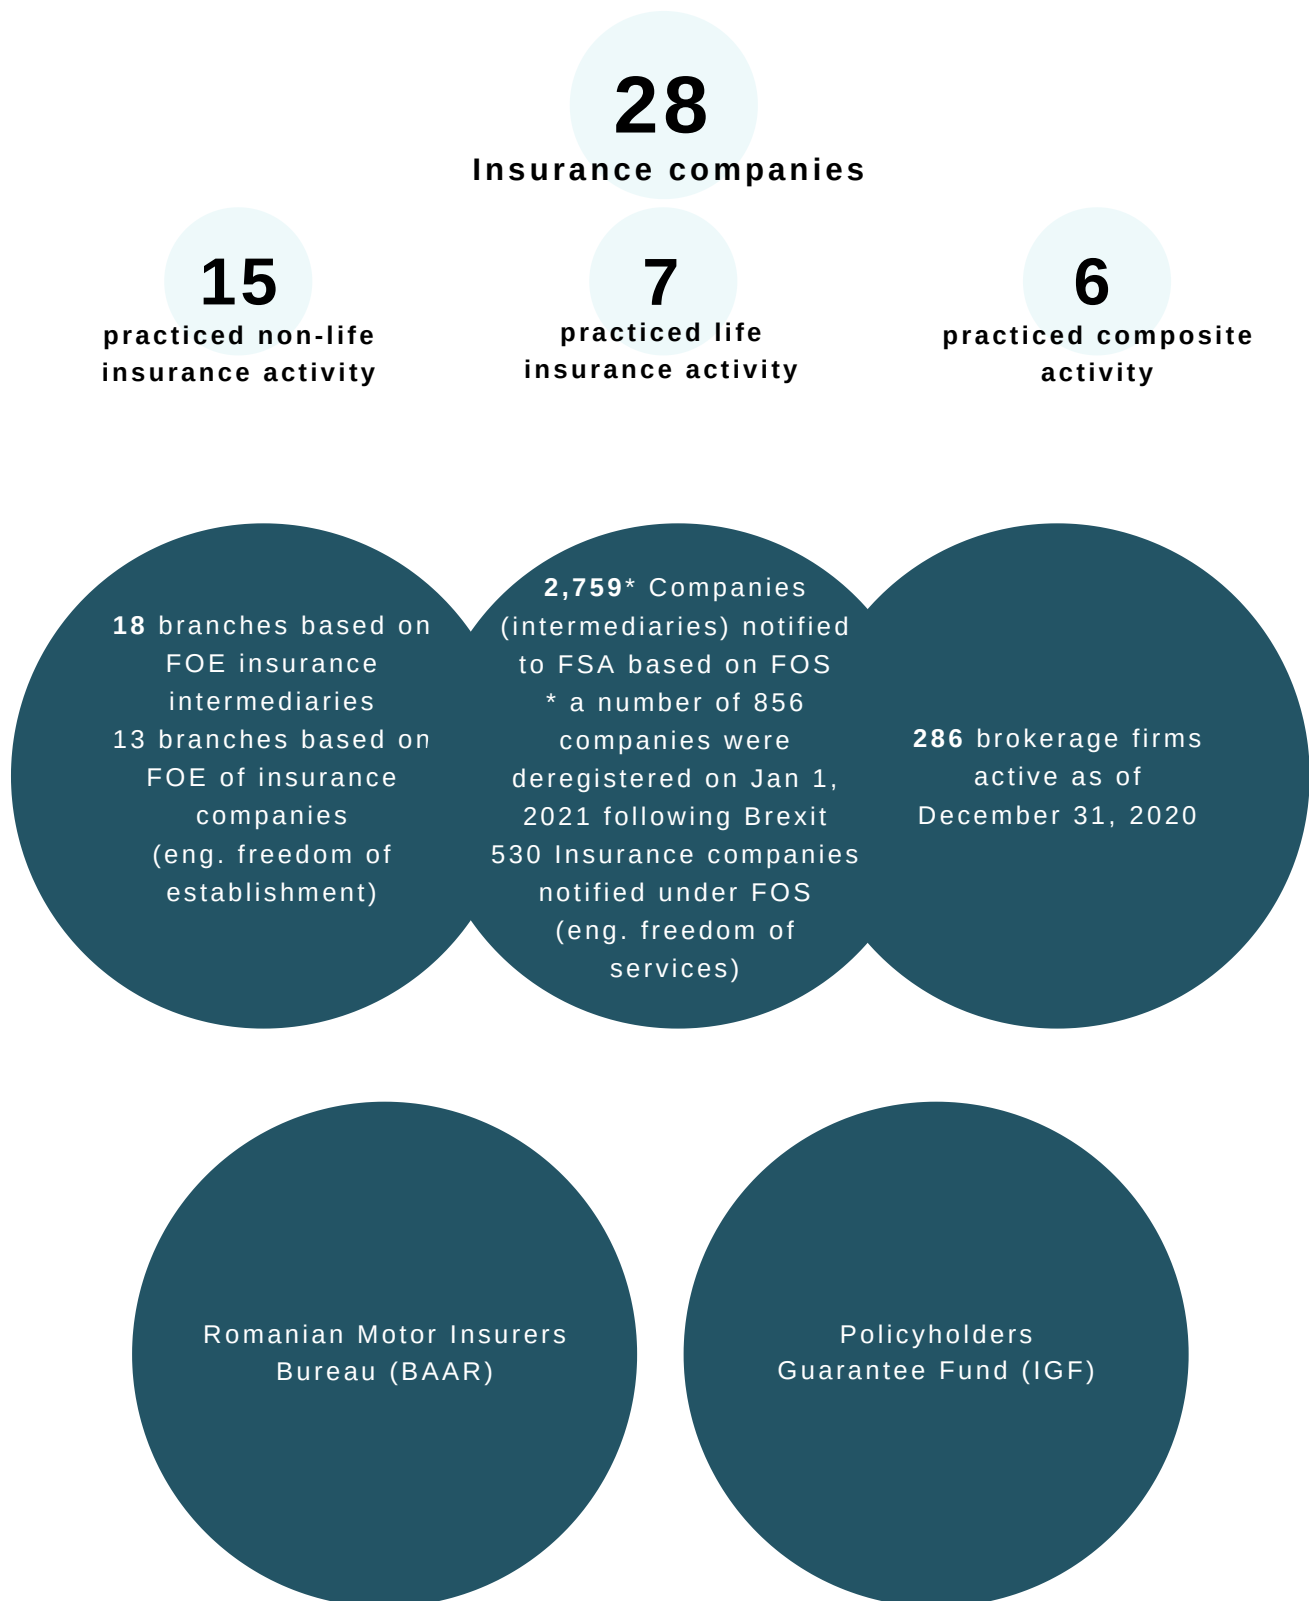 28
Insurance companies
15
practiced non-life
insurance activity
7
practiced life
insurance activity
6
practiced composite
activity
18 branches based on
FOE insurance
intermediaries
13 branches based on
FOE of insurance
companies
(eng. freedom of
establishment)
2,759* Companies
(intermediaries) notified
to FSA based on FOS
* a number of 856
companies were
deregistered on Jan 1,
2021 following Brexit
530 Insurance companies
notified under FOS
(eng. freedom of
services)
286 brokerage firms
active as of
December 31, 2020
Romanian Motor Insurers
Bureau (BAAR)
Policyholders
Guarantee Fund (IGF)